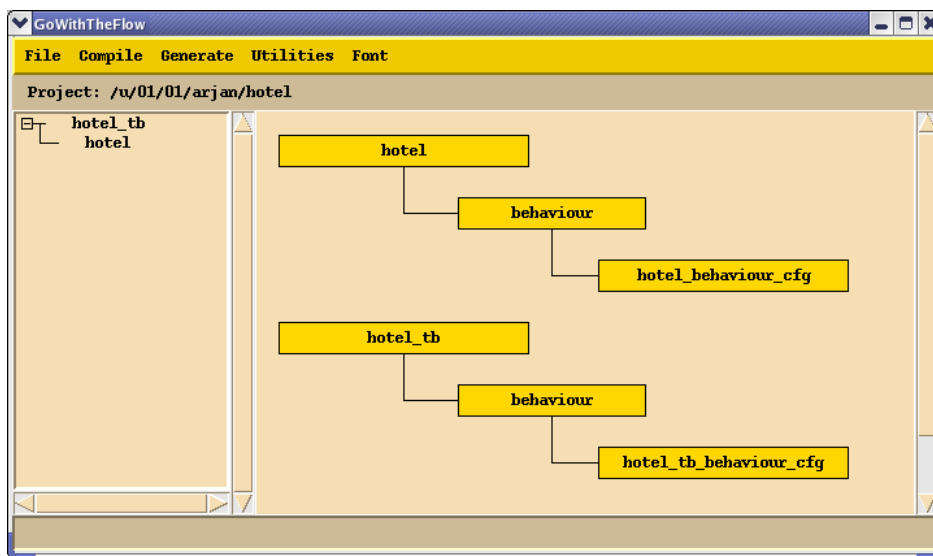 GoWithTheFlow
File Compile Generate Utilities Font
Project: /u/01/01/arjan/hotel
hotel_tb
hotel
hotel
behaviour
hotel_behaviour_cfg
hotel_tb
behaviour
hotel_tb_behaviour_cfg